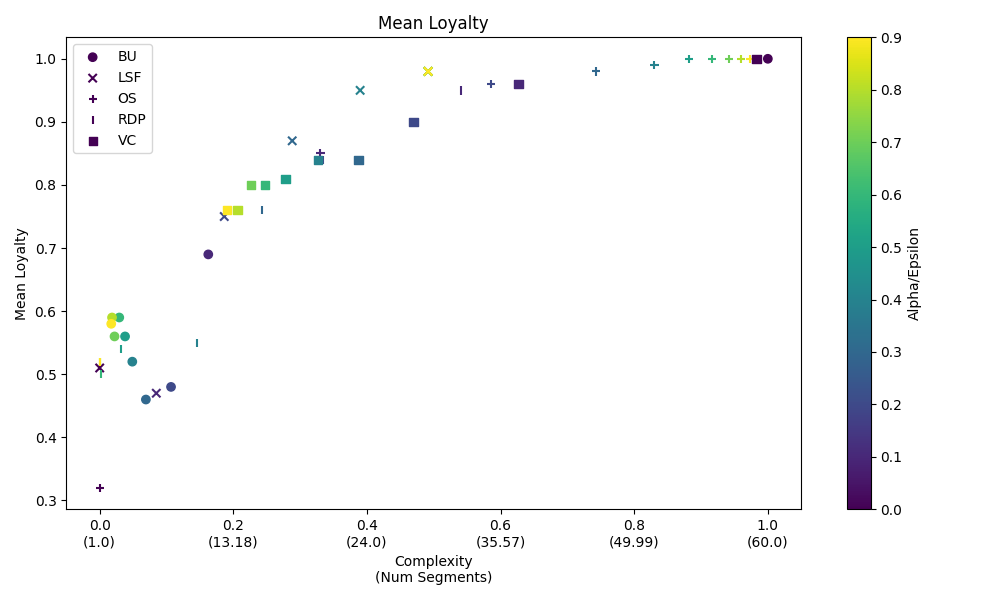 Mean Loyalty
BU
LSF
OS
RDP
VC
Mean Loyalty
1.0
0.9
0.8
0.7
0.6
0.5
0.4
0.3
0.0 0.2 0.4 0.6 0.8 1.0
(1.0) (13.18) (24.0) (35.57) (49.99) (60.0)
Complexity
(Num Segments)
0.9
0.8
0.7
0.6
0.5
0.4
0.3
0.2
0.1
0.0
Alpha/Epsilon